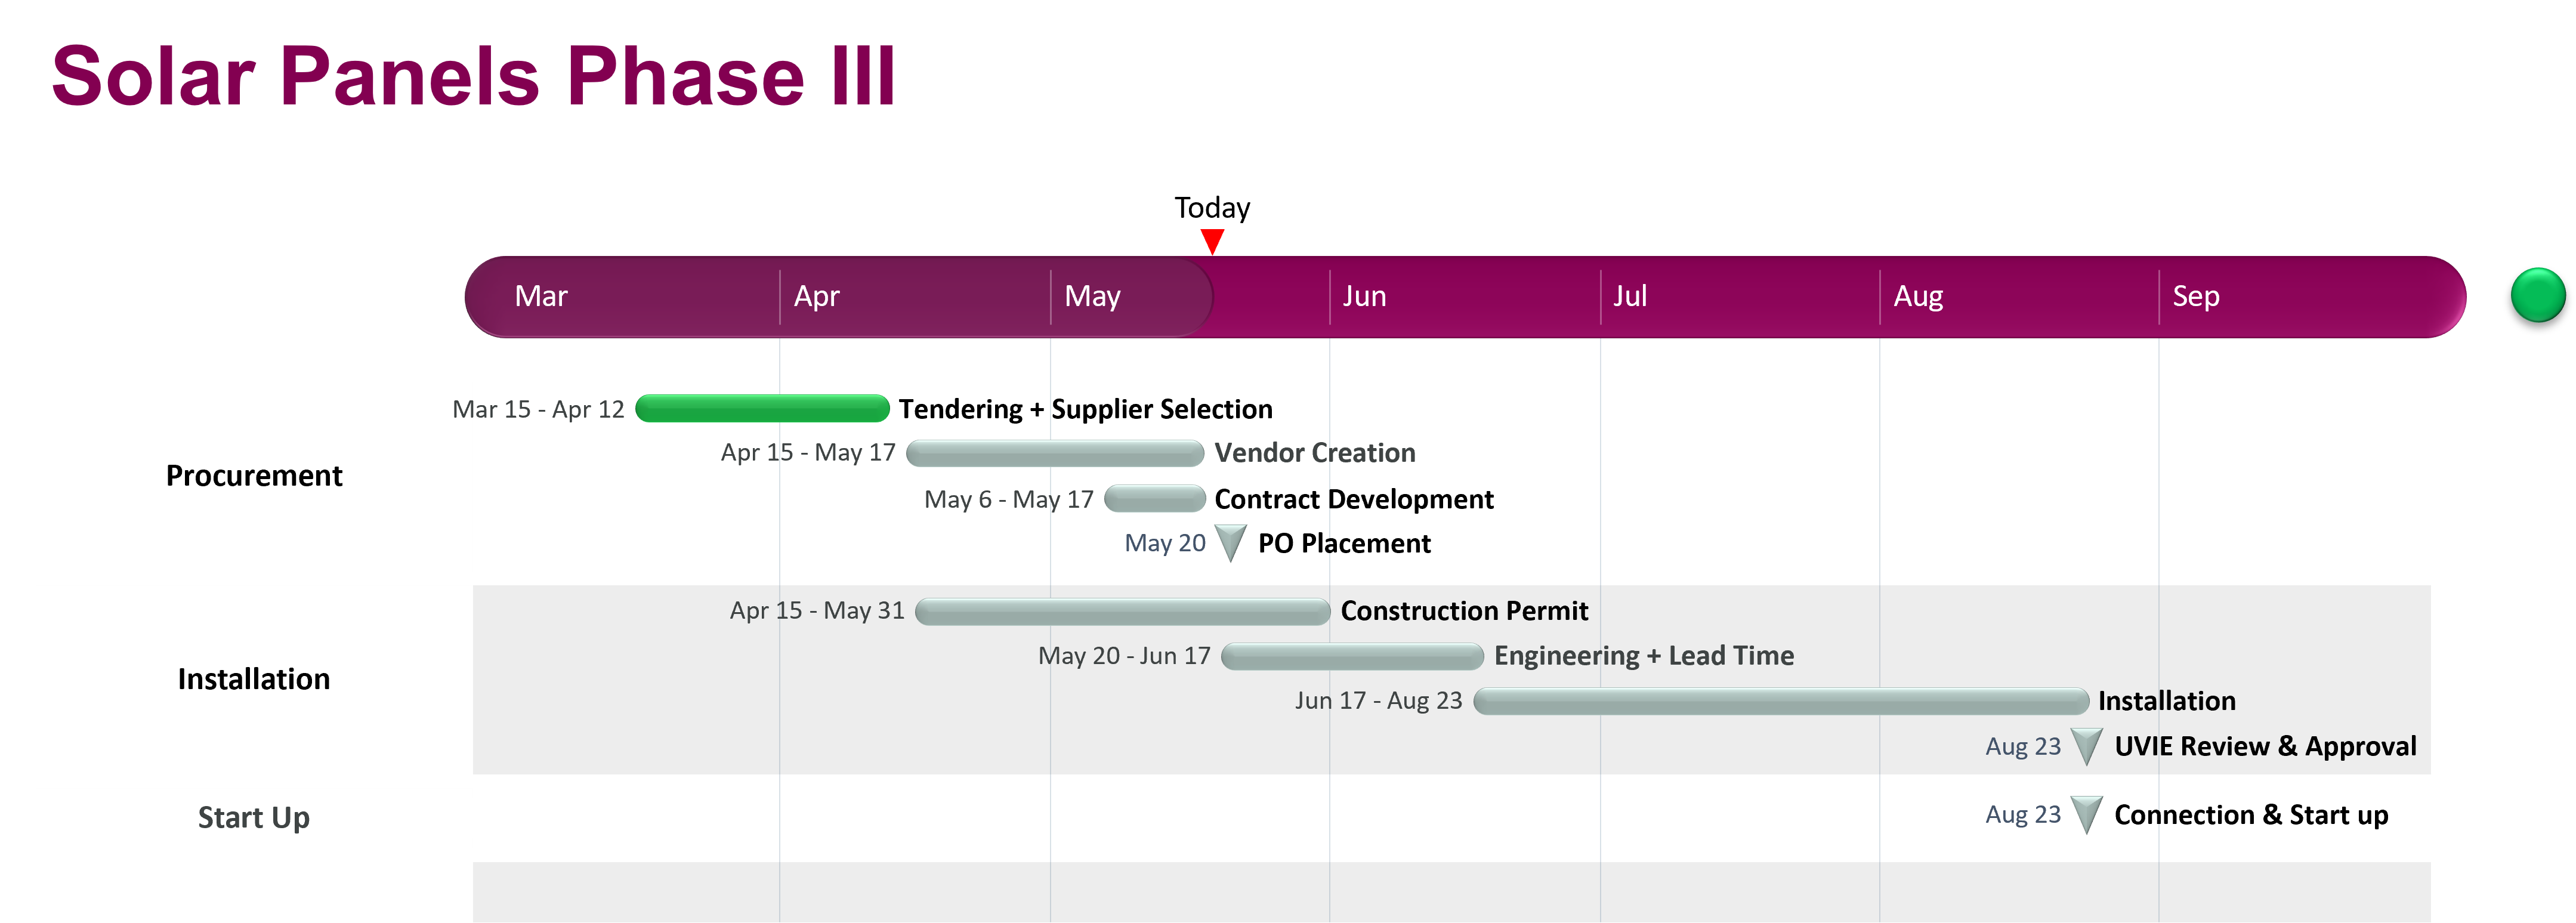 Solar Panels Phase III
Today
Mar Apr May Jun Jul Aug Sep
Mar 15 - Apr 12 Tendering + Supplier Selection
Apr 15 - May 17 Vendor Creation
Procurement
May 6 - May 17 Contract Development
May 20 PO Placement
Apr 15 - May 31 Construction Permit
May 20 - Jun 17 Engineering + Lead Time
Installation
Jun 17 - Aug 23 Installation
Aug 23 UVIE Review & Approval
Start Up
Aug 23 Connection & Start up